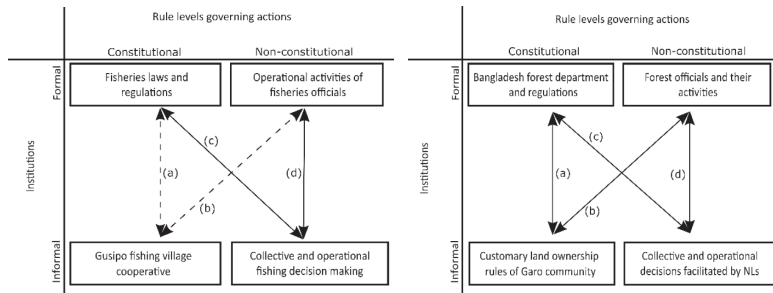 Rule levels governing actions
Constitutional
Non-constitutional
Institutions
Formal
Informal
Fisheries laws and
regulations
Operational activities of
fisheries officials
(a)
(b)
(c)
(d)
Gusipo fishing village
cooperative
Collective and operational
fishing decision making
Rule levels governing actions
Constitutional
Non-constitutional
Institutions
Formal
Informal
Bangladesh forest department
and regulations
Forest officials and their
activities
(a)
(b)
(c)
(d)
Customary land ownership
rules of Garo community
Collective and operational
decisions facilitated by NLs